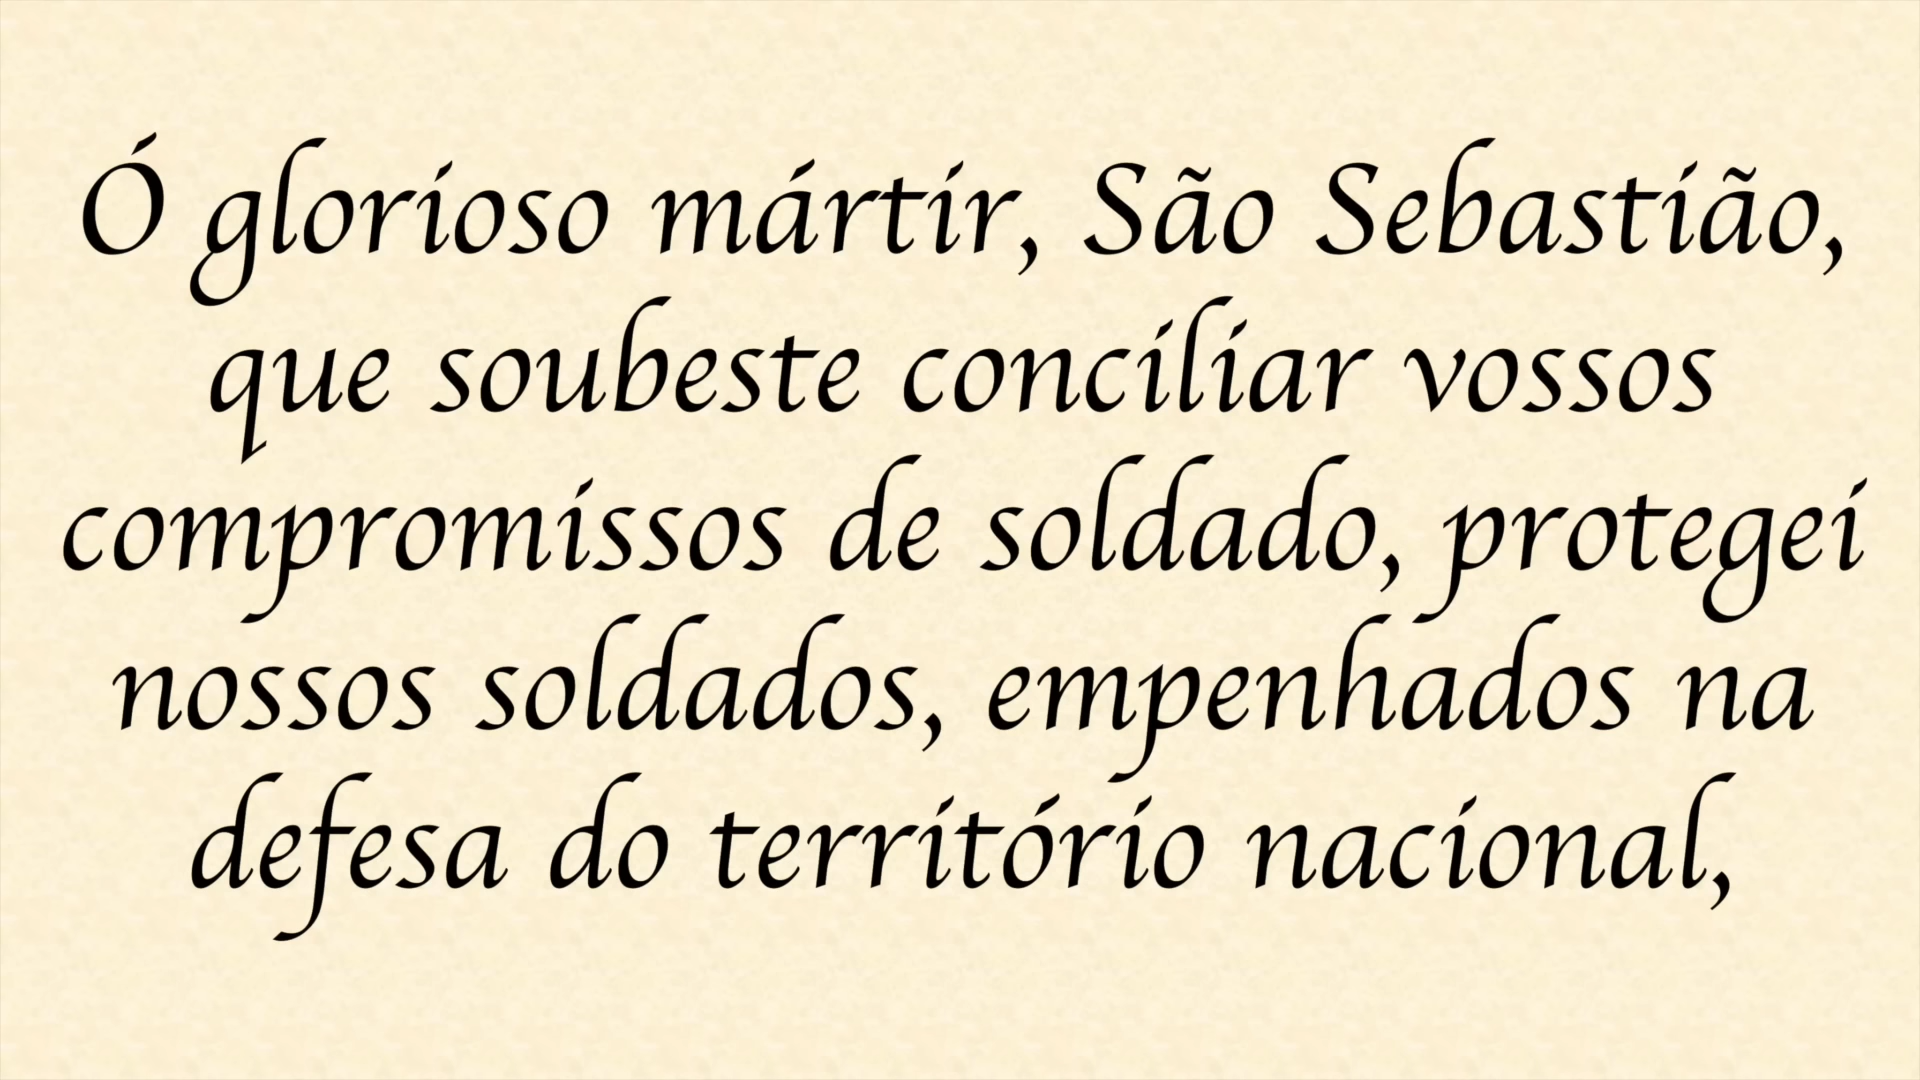 Ó glorioso mártir, São Sebastião,
que soubeste conciliar vossos
compromissos de soldado, protegei
nossos soldados, empenhados na
defesa do território nacional,